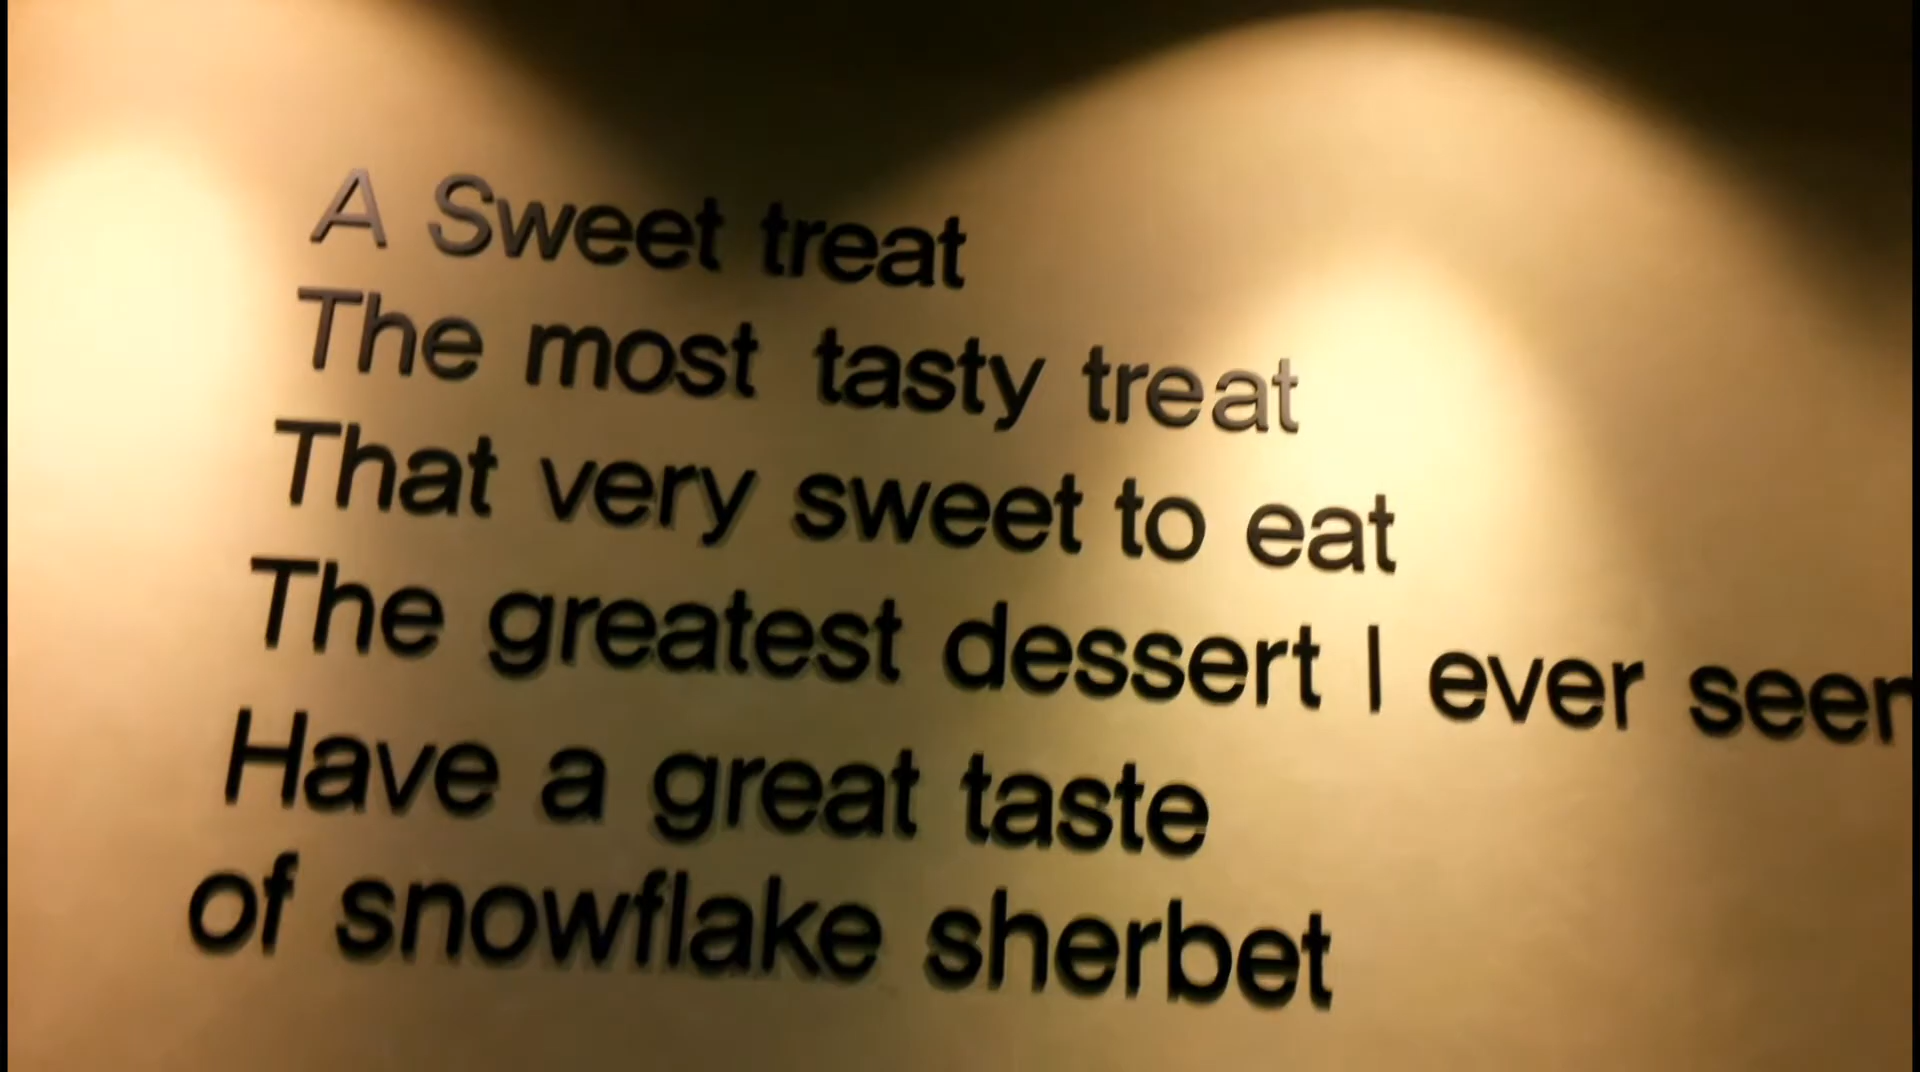 A Sweet treat
The most tasty treat
That very sweet to eat
The greatest dessert I ever seen
Have a great taste
of snowflake sherbet